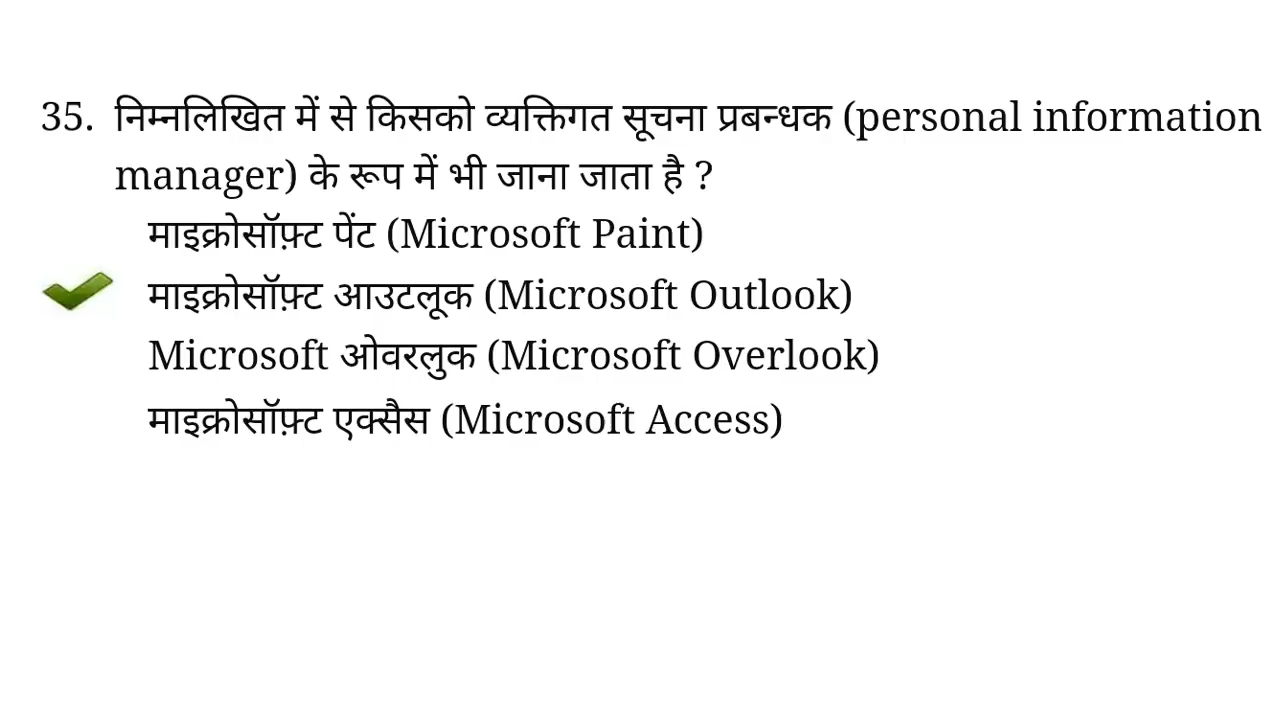 35. निम्नलिखित में से किसको व्यक्तिगत सूचना प्रबन्धक (personal information
manager) के रूप में भी जाना जाता है ?
माइक्रोसॉफ़्ट पेंट (Microsoft Paint)
माइक्रोसॉफ़्ट आउटलूक (Microsoft Outlook)
Microsoft ओवरलुक (Microsoft Overlook)
माइक्रोसॉफ़्ट एक्सैस (Microsoft Access)